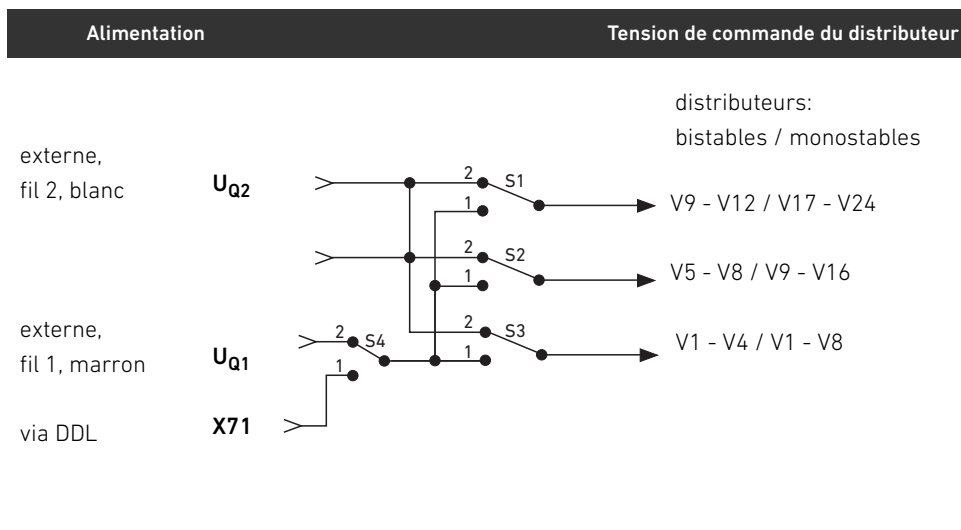 Alimentation
Tension de commande du distributeur
distributeurs:
bistables / monostables
externe,
fil 2, blanc
UQ2
2
S1
1
V9 - V12 / V17 - V24
2
S2
1
V5 - V8 / V9 - V16
externe,
fil 1, marron
UQ1
2
S4
1
2
S3
1
V1 - V4 / V1 - V8
via DDL
X71